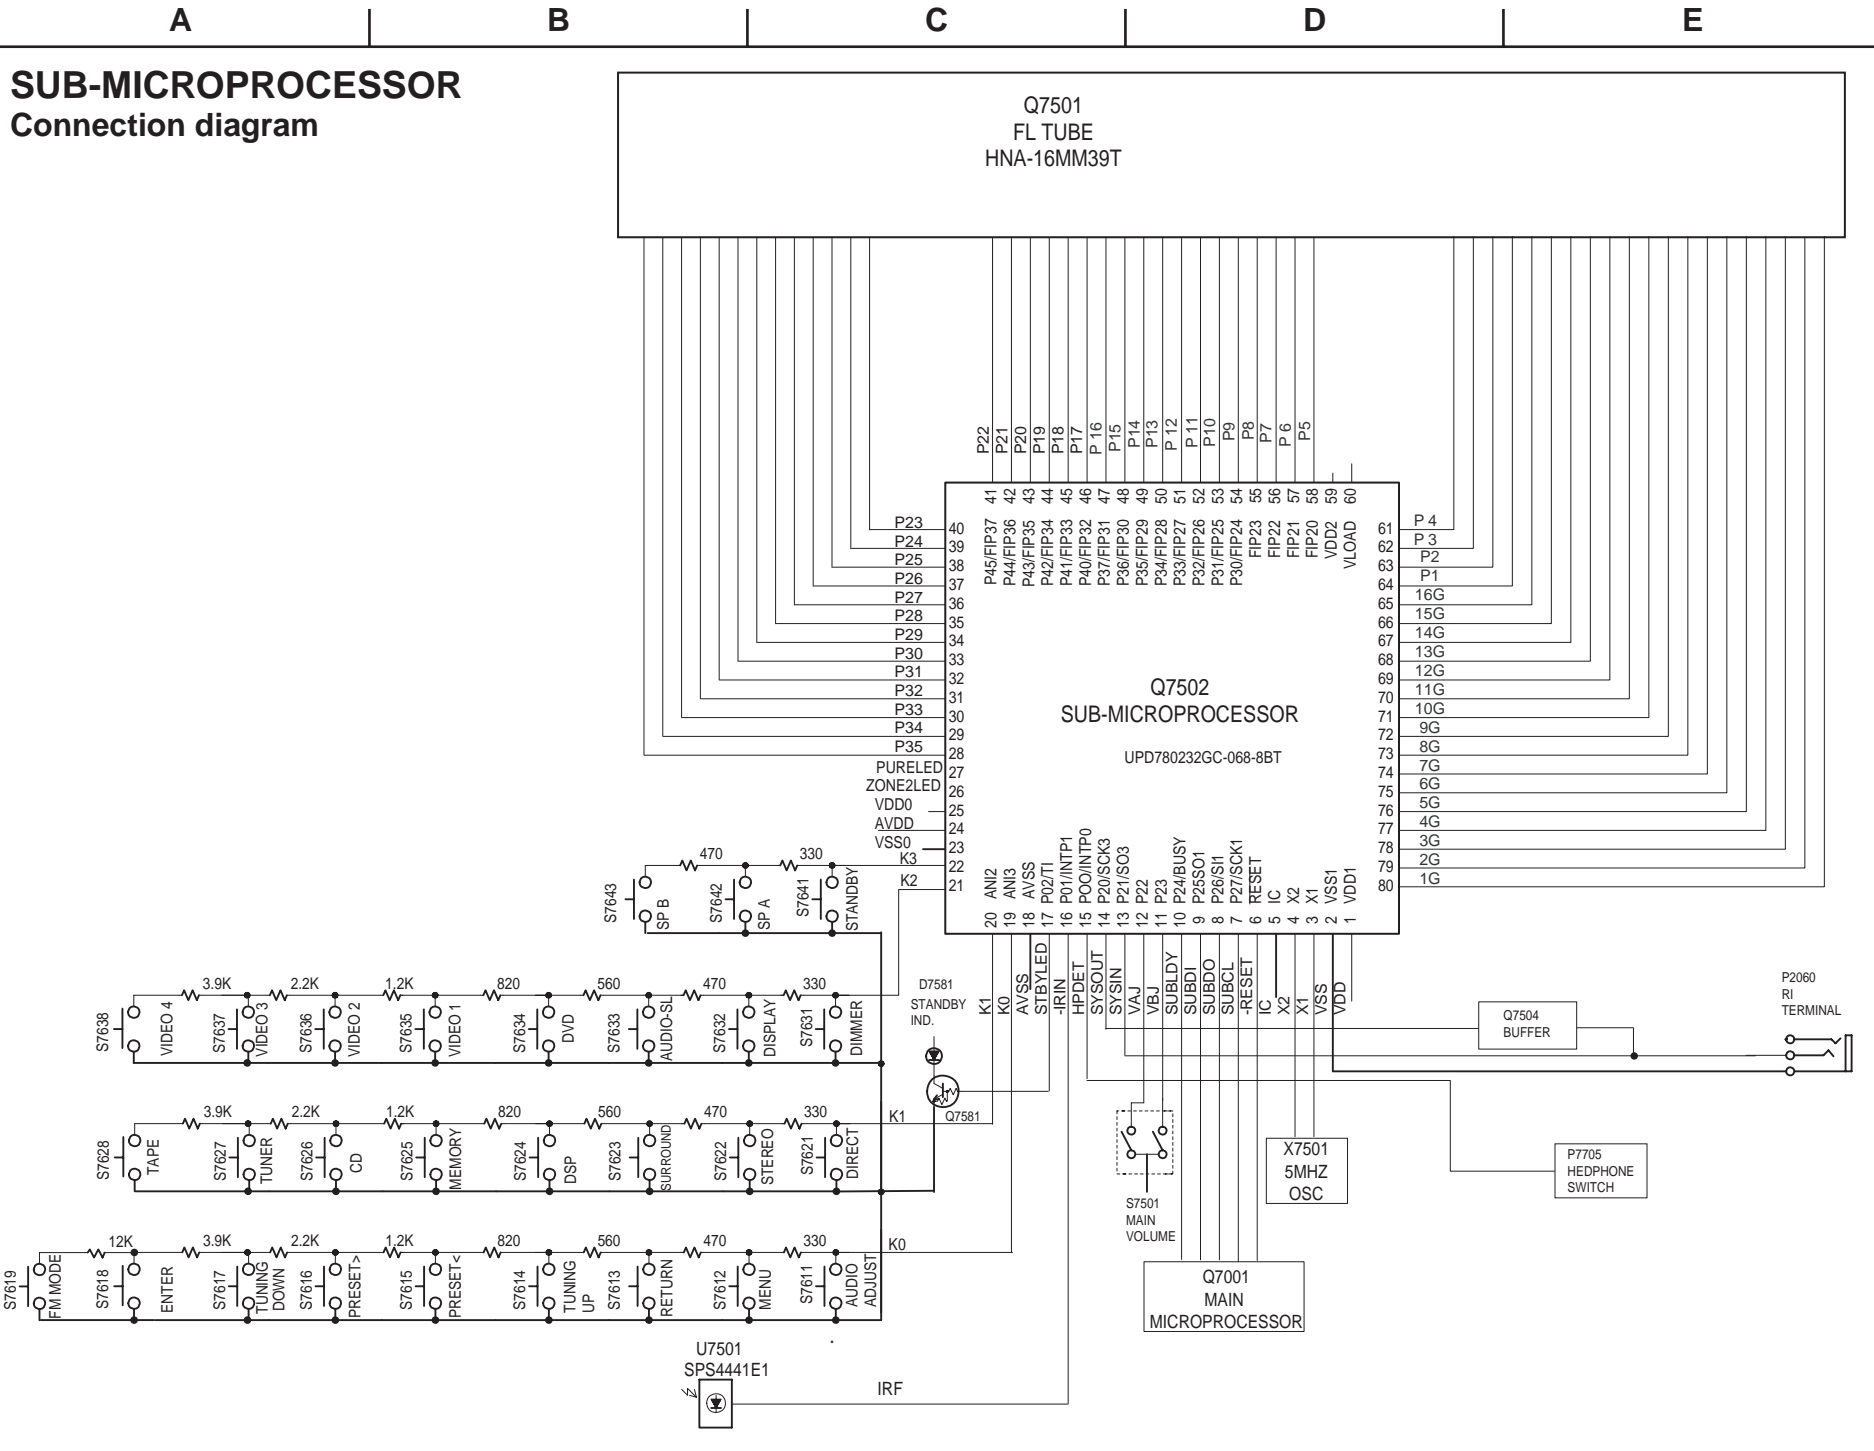 A B C D E
SUB-MICROPROCESSOR
Connection diagram
Q7501
FL TUBE
HNA-16MM39T
P22 P21 P20 P19 P18 P17 P 16 P15 P14 P13 P 12 P 11 P10 P9 P8 P7 P 6 P5
41 42 43 44 45 46 47 48 49 50 51 52 53 54 55 56 57 58 59 60
P45/FIP37 P44/FIP36 P43/FIP35 P42/FIP34 P41/FIP33 P40/FIP32 P37/FIP31 P36/FIP30 P35/FIP29 P34/FIP28 P33/FIP27 P32/FIP26 P31/FIP25 P30/FIP24 FIP23 FIP22 FIP21 FIP20 VDD2 VLOAD
P23 40
P24 39
P25 38
P26 37
P27 36
P28 35
P29 34
P30 33
P31 32
P32 31
P33 30
P34 29
P35 28
PURELED 27
ZONE2LED 26
VDD0 25
AVDD 24
VSS0 23
K3 22
K2 21
61 P 4
62 P 3
63 P2
64 P1
65 16G
66 15G
67 14G
68 13G
69 12G
70 11G
71 10G
72 9G
73 8G
74 7G
75 6G
76 5G
77 4G
78 3G
79 2G
80 1G
Q7502
SUB-MICROPROCESSOR
UPD780232GC-068-8BT
ANI2 ANI3 AVSS P02/TI P01/INTP1 POO/INTP0 P20/SCK3 P21/SO3 P22 P23 P24/BUSY P25SO1 P26/SI1 P27/SCK1 RESET IC X2 X1 VSS1 VDD1
20 19 18 17 16 15 14 13 12 11 10 9 8 7 6 5 4 3 2 1
K1 K0 AVSS STBYLED -IRIN HPDET SYSOUT SYSIN VAJ VBJ SUBLDY SUBDI SUBDO SUBCL -RESET IC X2 X1 VSS VDD
470 330
S7643 SP B S7642 SP A S7641 STANDBY
3.9K 2.2K 1.2K 820 560 470 330
S7638 VIDEO 4 S7637 VIDEO 3 S7636 VIDEO 2 S7635 VIDEO 1 S7634 DVD S7633 AUDIO-SL S7632 DISPLAY S7631 DIMMER
D7581
STANDBY
IND.
Q7581
3.9K 2.2K 1.2K 820 560 470 330 K1
S7628 TAPE S7627 TUNER S7626 CD S7625 MEMORY S7624 DSP S7623 SURROUND S7622 STEREO S7621 DIRECT
12K 3.9K 2.2K 1.2K 820 560 470 330 K0
S7619 FM MODE S7618 ENTER S7617 TUNING DOWN S7616 PRESET> S7615 PRESET< S7614 TUNING UP S7613 RETURN S7612 MENU S7611 AUDIO ADJUST
U7501
SPS4441E1
IRF
S7501
MAIN
VOLUME
Q7001
MAIN
MICROPROCESSOR
X7501
5MHZ
OSC
Q7504
BUFFER
P2060
RI
TERMINAL
P7705
HEDPHONE
SWITCH